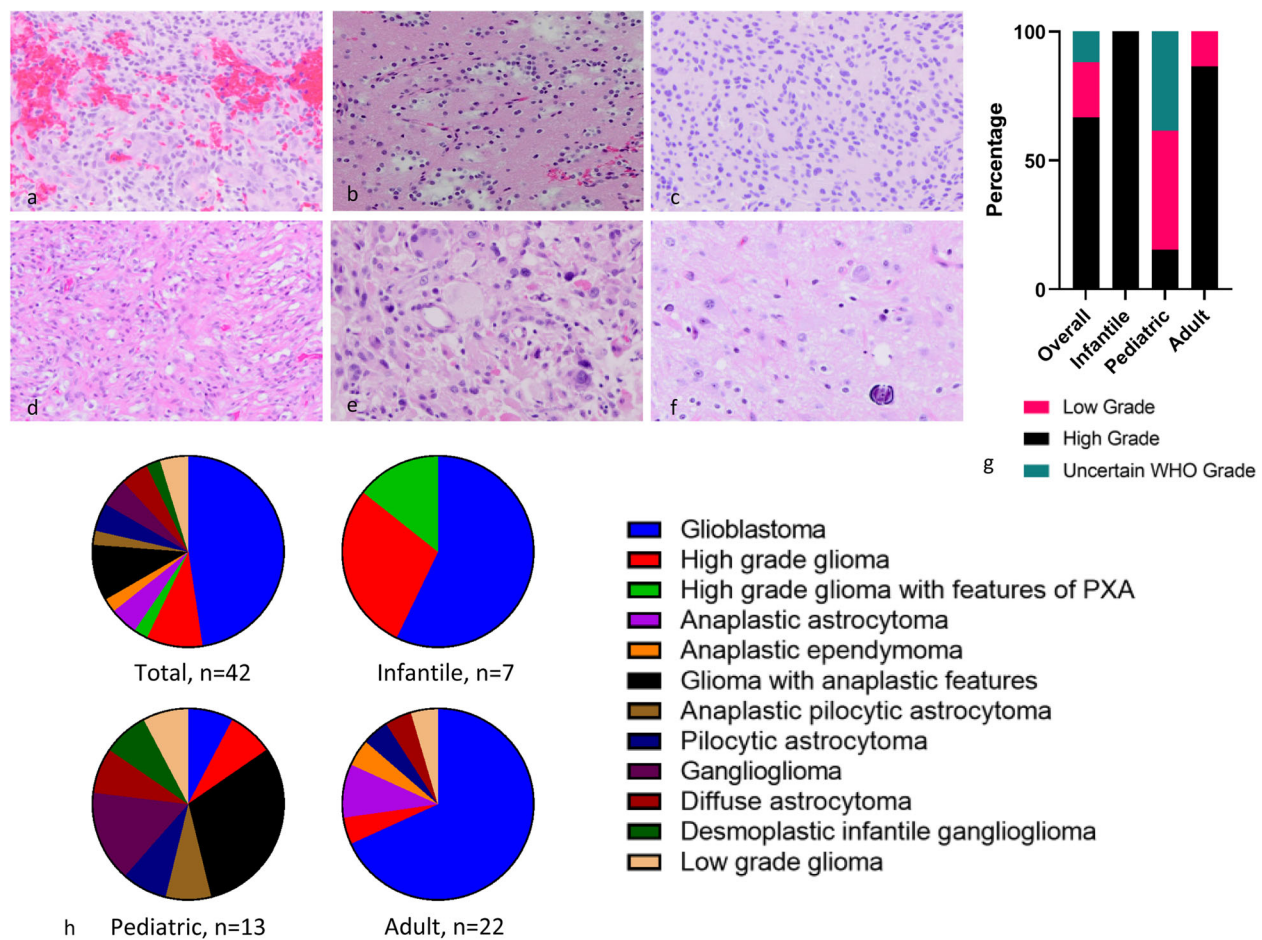 a
b
c
d
e
f
Percentage
100
50
0
Overall
Infantile
Pediatric
Adult
Low Grade
High Grade
Uncertain WHO Grade
g
Total, n=42
Infantile, n=7
Pediatric, n=13
Adult, n=22
h
Glioblastoma
High grade glioma
High grade glioma with features of PXA
Anaplastic astrocytoma
Anaplastic ependymoma
Glioma with anaplastic features
Anaplastic pilocytic astrocytoma
Pilocytic astrocytoma
Ganglioglioma
Diffuse astrocytoma
Desmoplastic infantile ganglioglioma
Low grade glioma